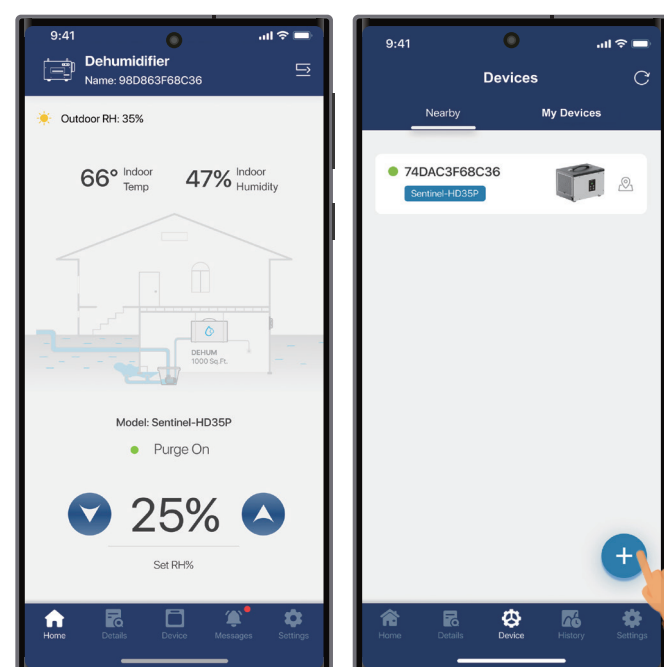 9:41
Dehumidifier
Name: 98D863F68C36
Outdoor RH: 35%
66° Indoor Temp
47% Indoor Humidity
DEHUM
1000 Sq.Ft.
Model: Sentinel-HD35P
Purge On
25%
Set RH%
Home Details Device Messages Settings
9:41
Devices
Nearby My Devices
74DAC3F68C36
Sentinel-HD35P
+
Home Details Device History Settings